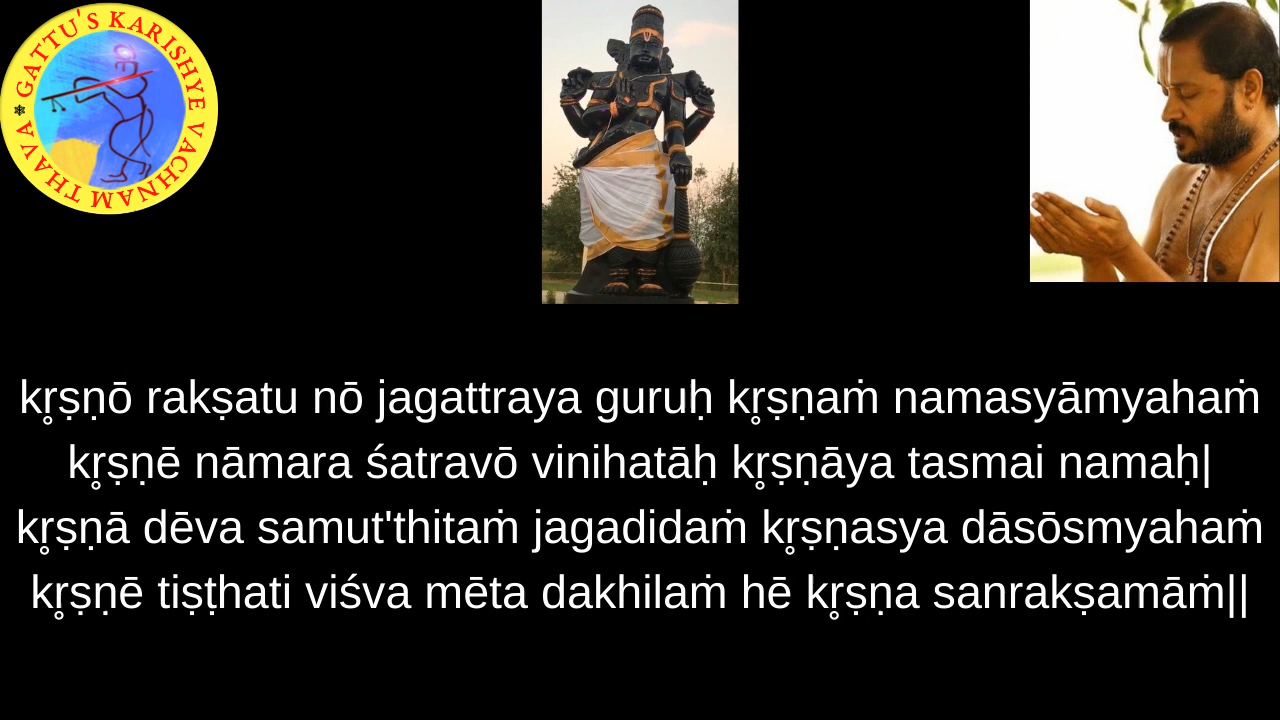 GATTU'S KARISHYE VACHNAM THAVA
kr̥ṣṇō rakṣatu nō jagattraya guruḥ kr̥ṣṇaṁ namasyāmyahaṁ
kr̥ṣṇē nāmara śatravō vinihatāḥ kr̥ṣṇāya tasmai namaḥ|
kr̥ṣṇā dēva samut'thitaṁ jagadidaṁ kr̥ṣṇasya dāsōsmyahaṁ
kr̥ṣṇē tiṣṭhati viśva mēta dakhilaṁ hē kr̥ṣṇa sanrakṣamāṁ||